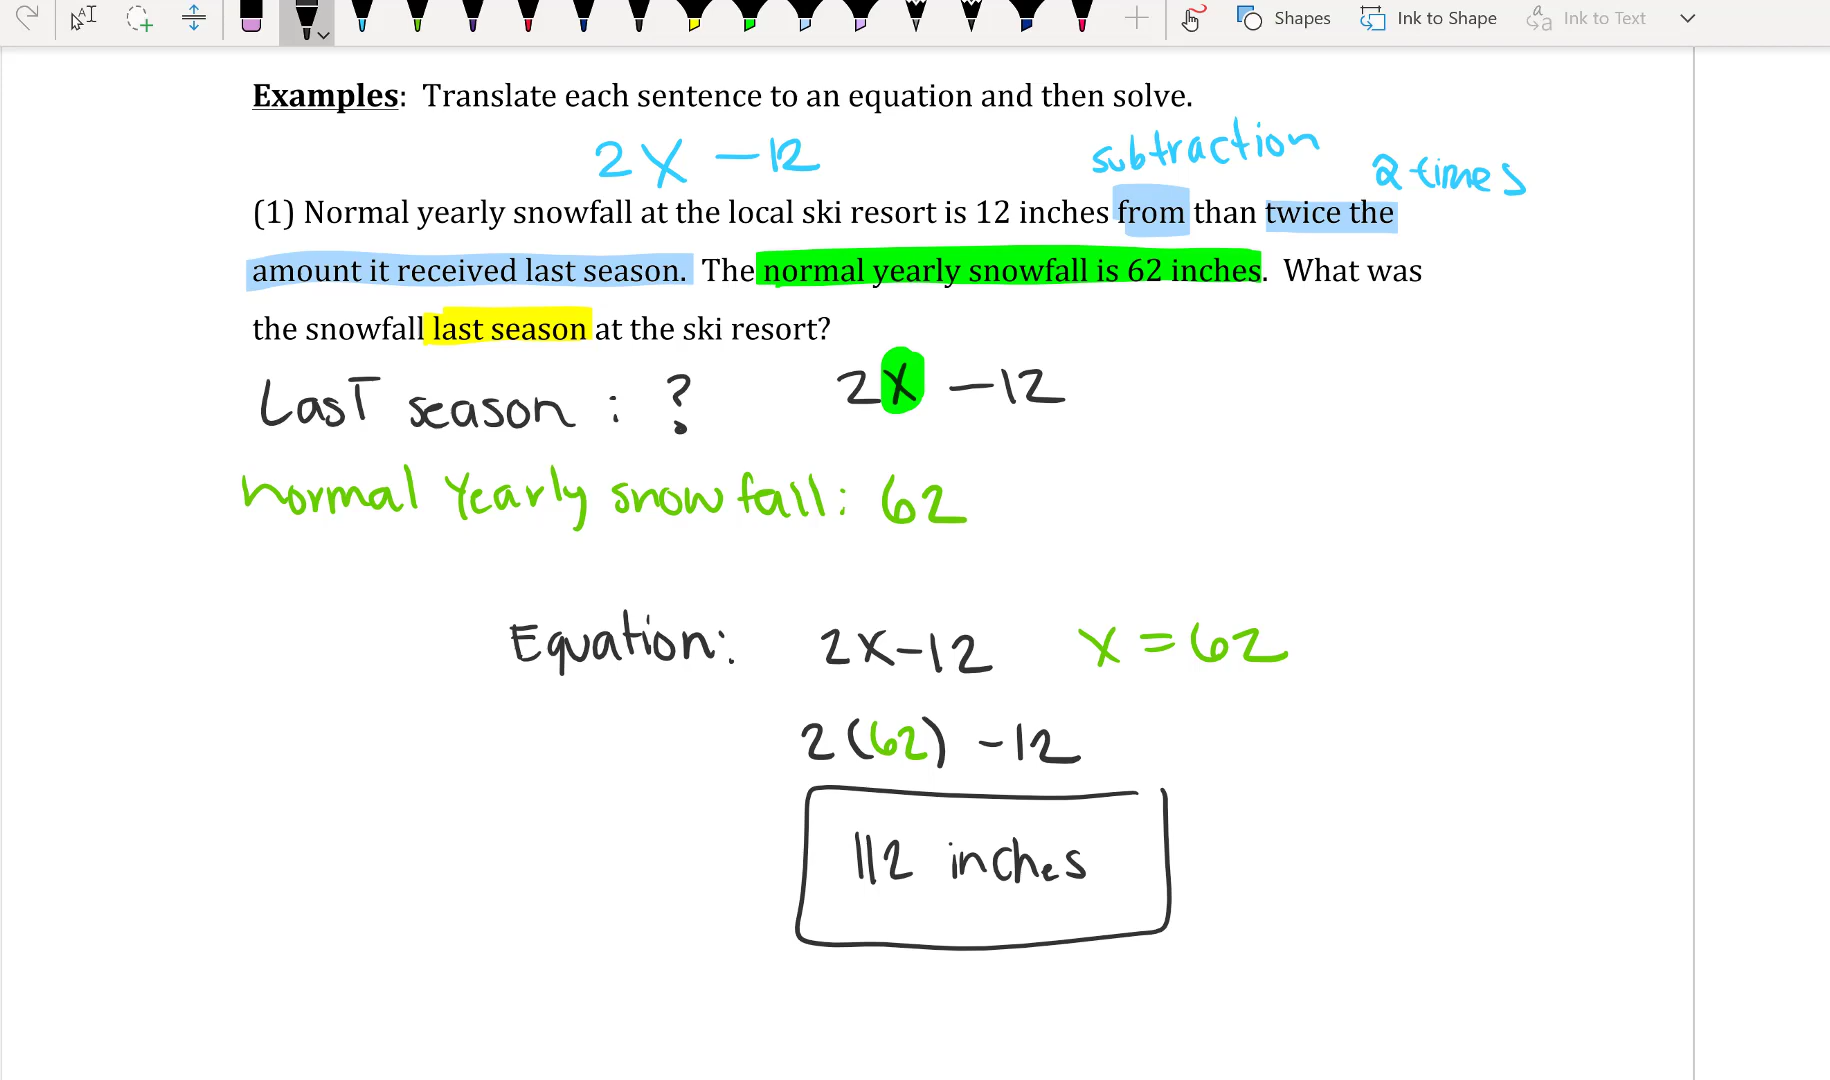 Shapes Ink to Shape Ink to Text
Examples: Translate each sentence to an equation and then solve.
2x - 12 subtraction 2 times
(1) Normal yearly snowfall at the local ski resort is 12 inches from than twice the
amount it received last season. The normal yearly snowfall is 62 inches. What was
the snowfall last season at the ski resort?
Last season : ? 2x - 12
normal Yearly snowfall: 62
Equation: 2x-12 x = 62
2(62) -12
112 inches